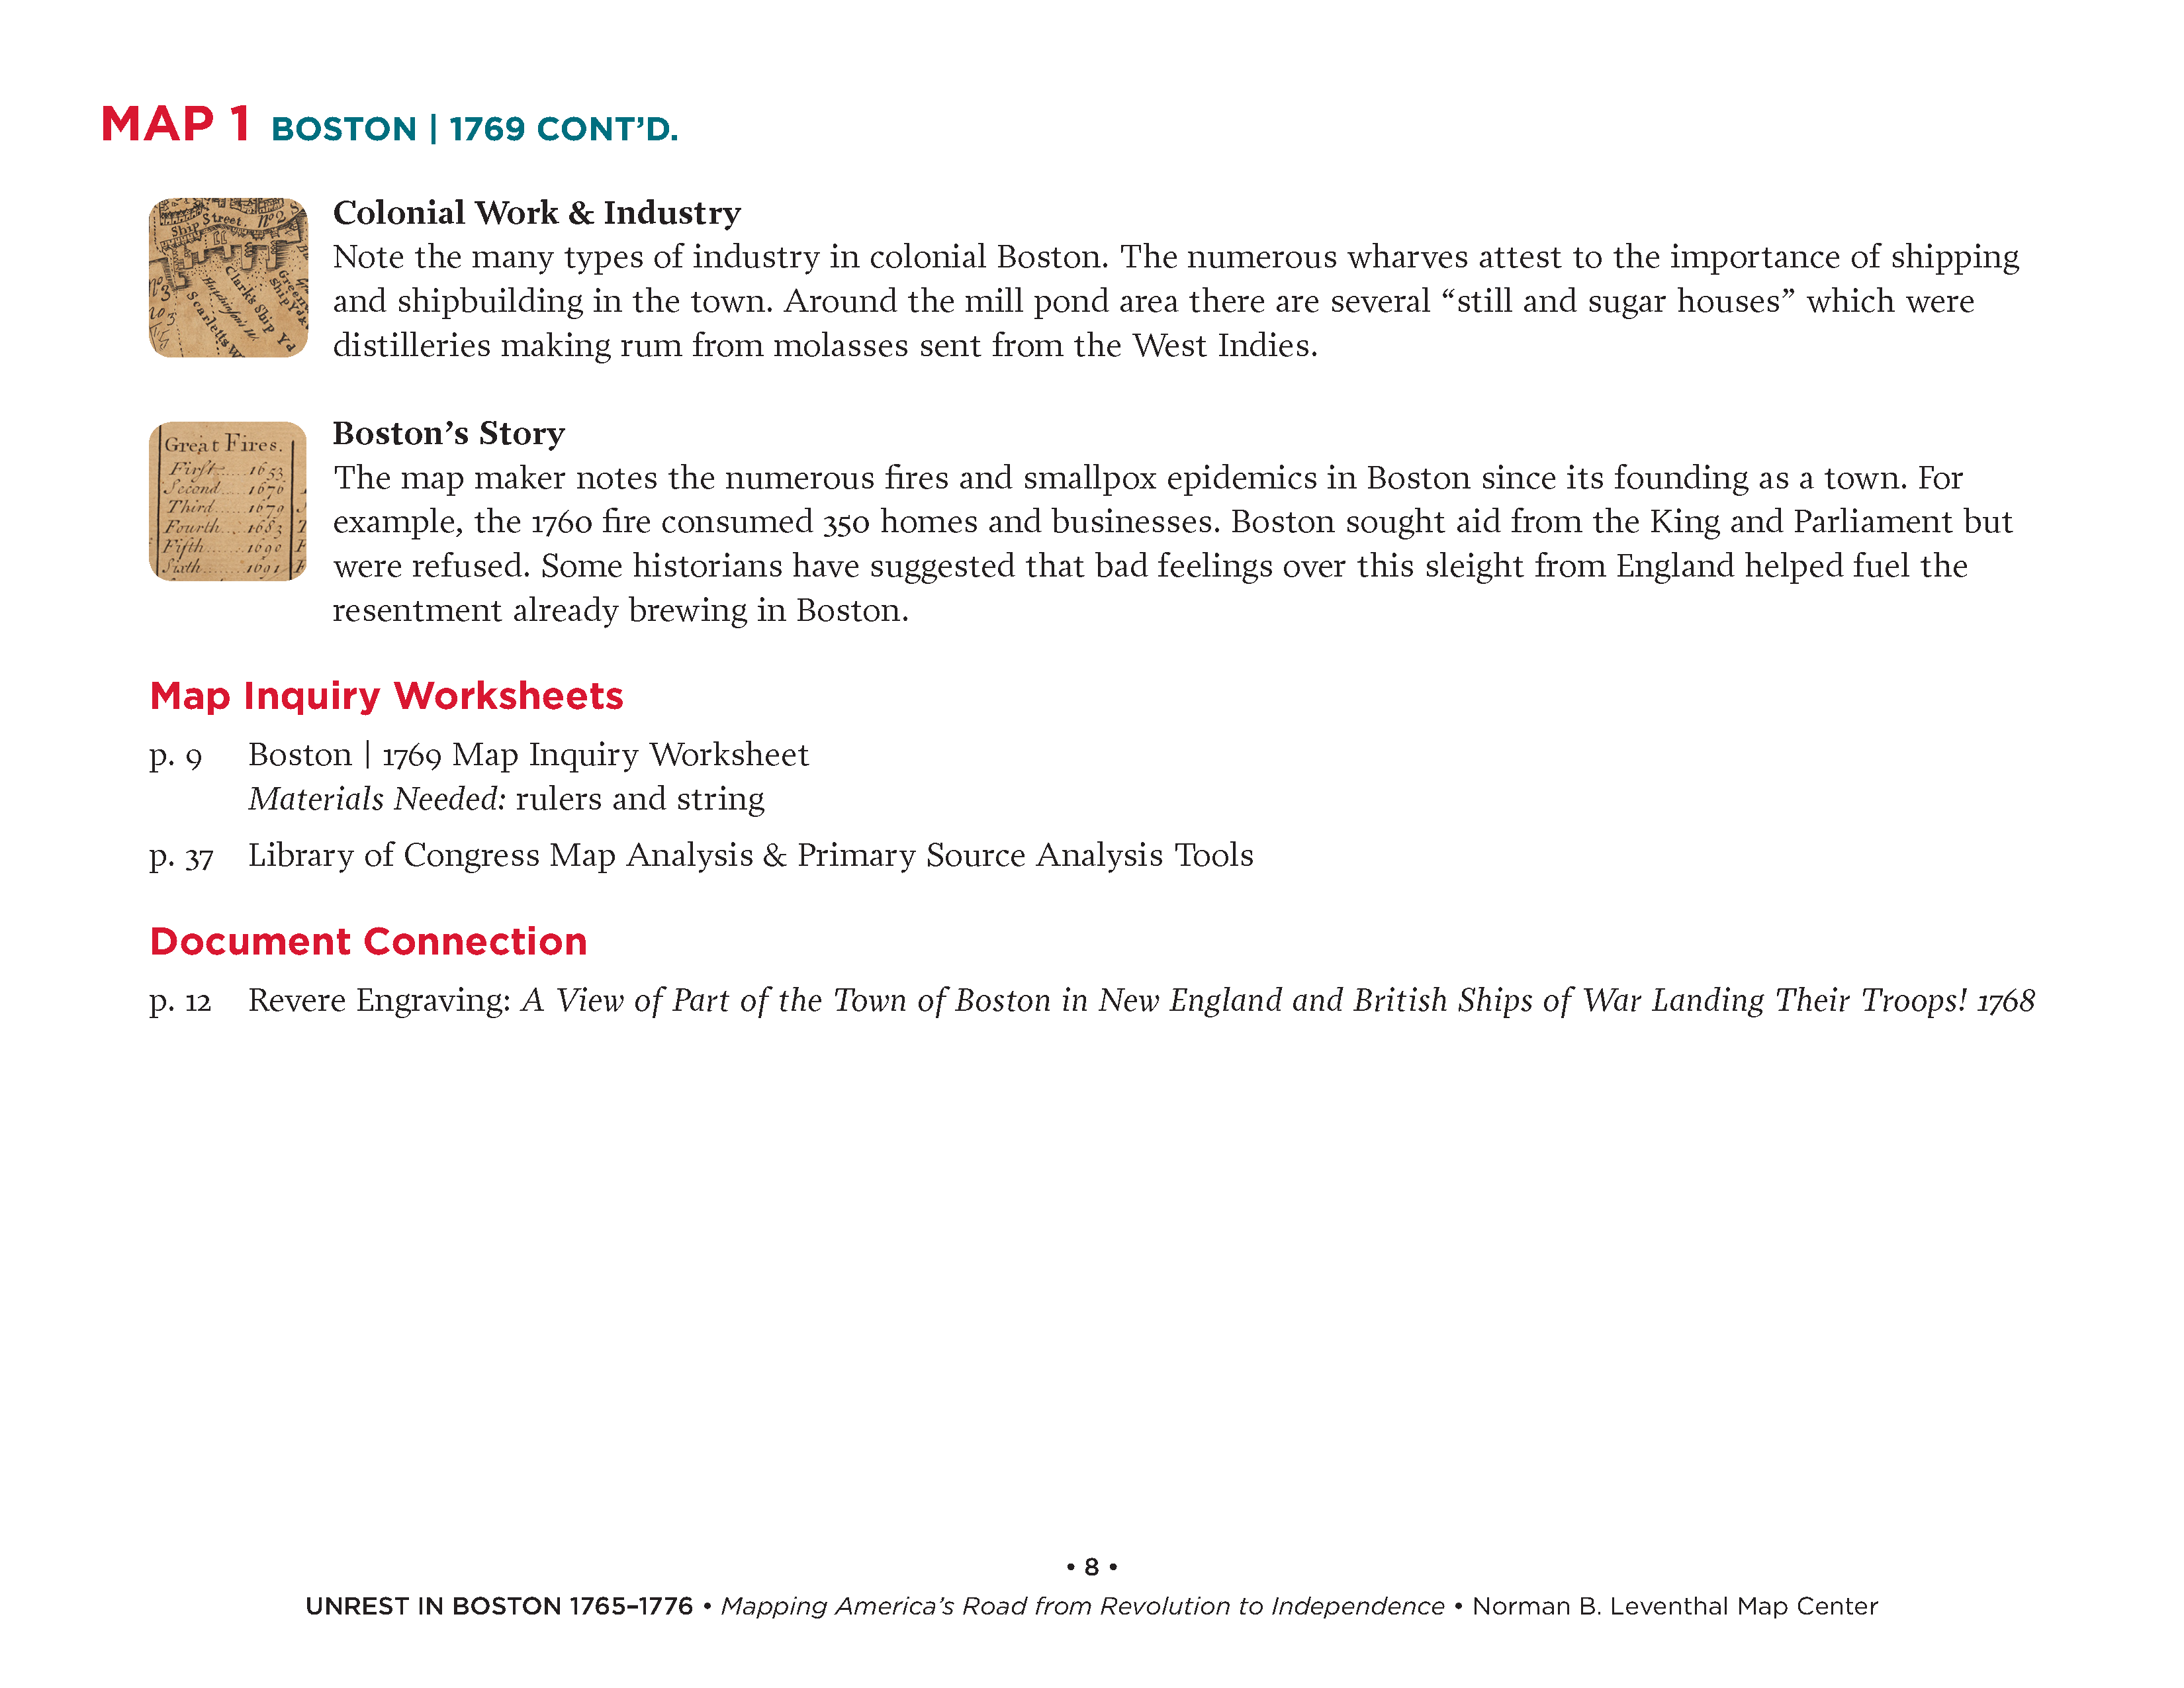 MAP 1 BOSTON | 1769 CONT’D.
Colonial Work & Industry
Note the many types of industry in colonial Boston. The numerous wharves attest to the importance of shipping
and shipbuilding in the town. Around the mill pond area there are several “still and sugar houses” which were
distilleries making rum from molasses sent from the West Indies.
Street
nº 2
Ship
Clark's Ship Yd
Scarletts W
nº 3
Boston’s Story
The map maker notes the numerous fires and smallpox epidemics in Boston since its founding as a town. For
example, the 1760 fire consumed 350 homes and businesses. Boston sought aid from the King and Parliament but
were refused. Some historians have suggested that bad feelings over this sleight from England helped fuel the
resentment already brewing in Boston.
Great Fires.
First 1653
Second 1676
Third 1679
Fourth 1683
Fifth 1690
Sixth 1691
Map Inquiry Worksheets
p. 9 Boston | 1769 Map Inquiry Worksheet
Materials Needed: rulers and string
p. 37 Library of Congress Map Analysis & Primary Source Analysis Tools
Document Connection
p. 12 Revere Engraving: A View of Part of the Town of Boston in New England and British Ships of War Landing Their Troops! 1768
• 8 •
UNREST IN BOSTON 1765–1776 • Mapping America’s Road from Revolution to Independence • Norman B. Leventhal Map Center